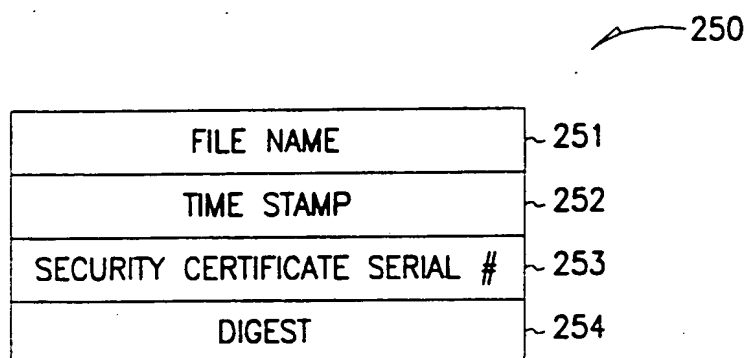 250
FILE NAME 251
TIME STAMP 252
SECURITY CERTIFICATE SERIAL # 253
DIGEST 254